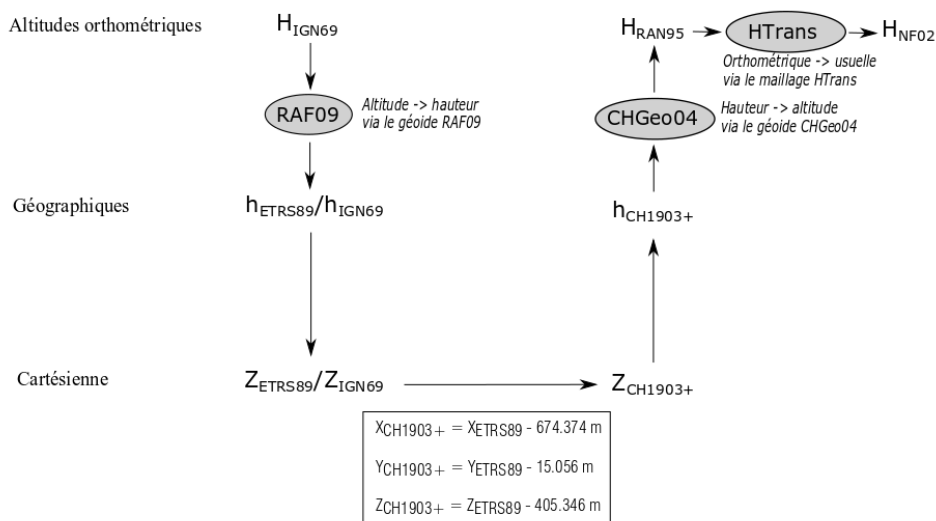 Altitudes orthométriques
H_IGN69
H_RAN95
HTrans
H_NF02
Orthométrique -> usuelle
via le maillage HTrans
RAF09
Altitude -> hauteur
via le géoide RAF09
CHGeo04
Hauteur -> altitude
via le géoide CHGeo04
Géographiques
h_ETRS89/h_IGN69
h_CH1903+
Cartésienne
Z_ETRS89/Z_IGN69
Z_CH1903+
X_CH1903+ = X_ETRS89 - 674.374 m
Y_CH1903+ = Y_ETRS89 - 15.056 m
Z_CH1903+ = Z_ETRS89 - 405.346 m